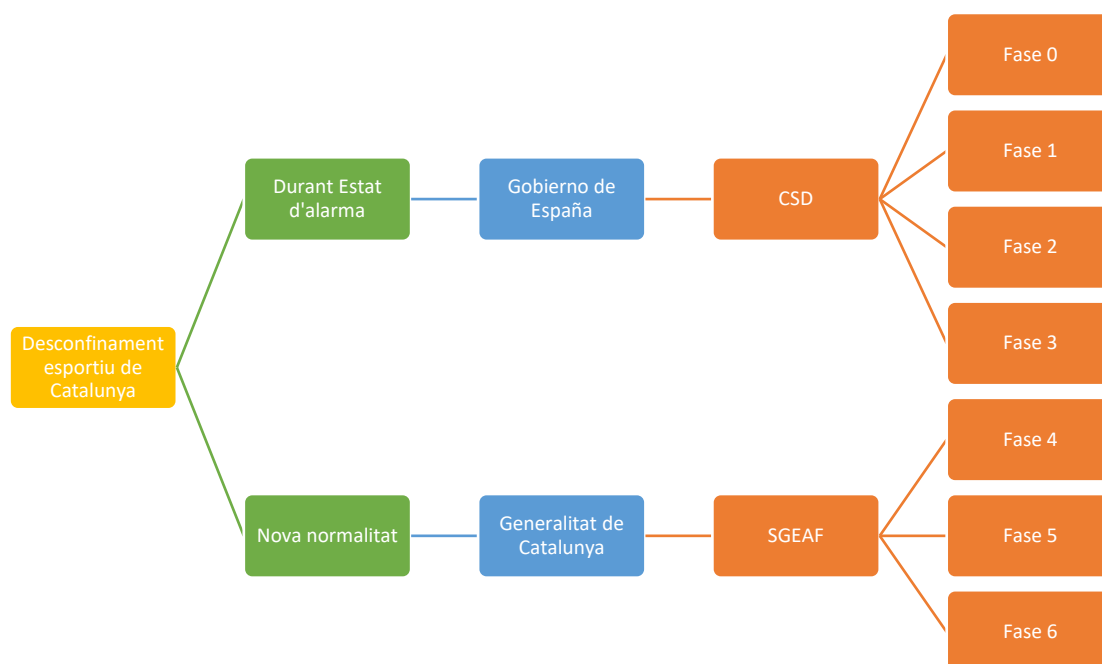 Desconfinament
esportiu de
Catalunya
Durant Estat
d'alarma
Gobierno de
España
CSD
Fase 0
Fase 1
Fase 2
Fase 3
Nova normalitat
Generalitat de
Catalunya
SGEAF
Fase 4
Fase 5
Fase 6